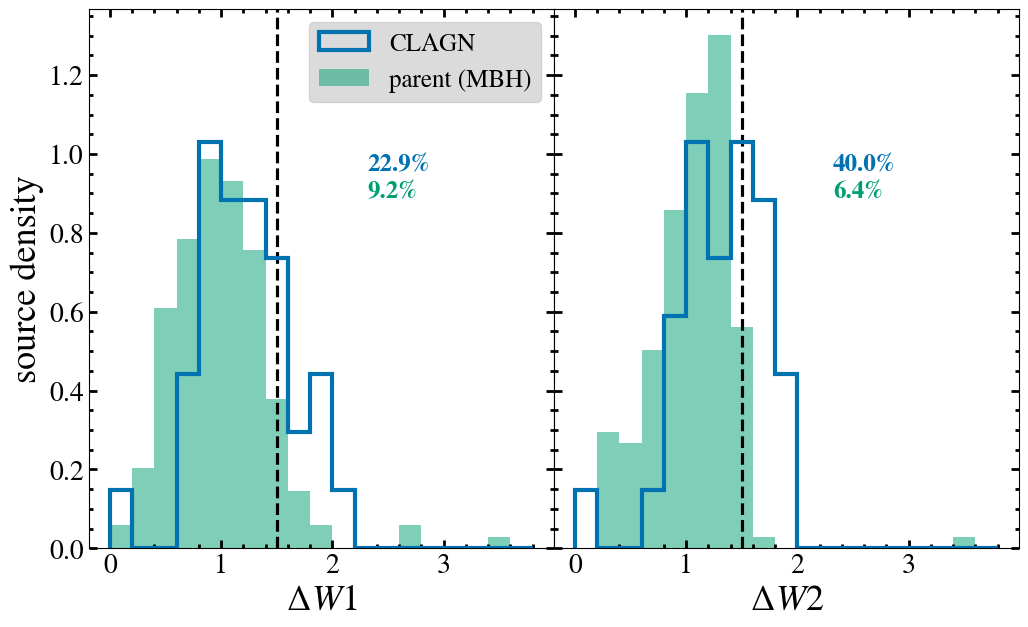 CLAGN
parent (MBH)
source density
1.2
1.0
0.8
0.6
0.4
0.2
0.0
22.9%
9.2%
40.0%
6.4%
0 1 2 3
0 1 2 3
ΔW1
ΔW2